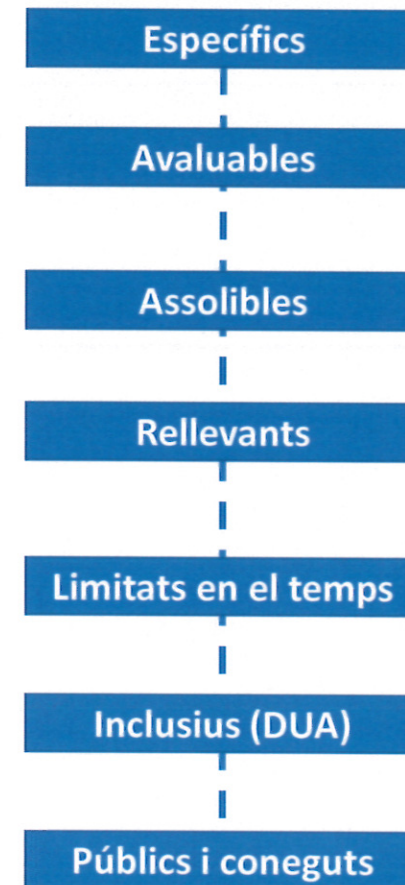 Específics
Avaluables
Assolibles
Rellevants
Limitats en el temps
Inclusius (DUA)
Públics i coneguts